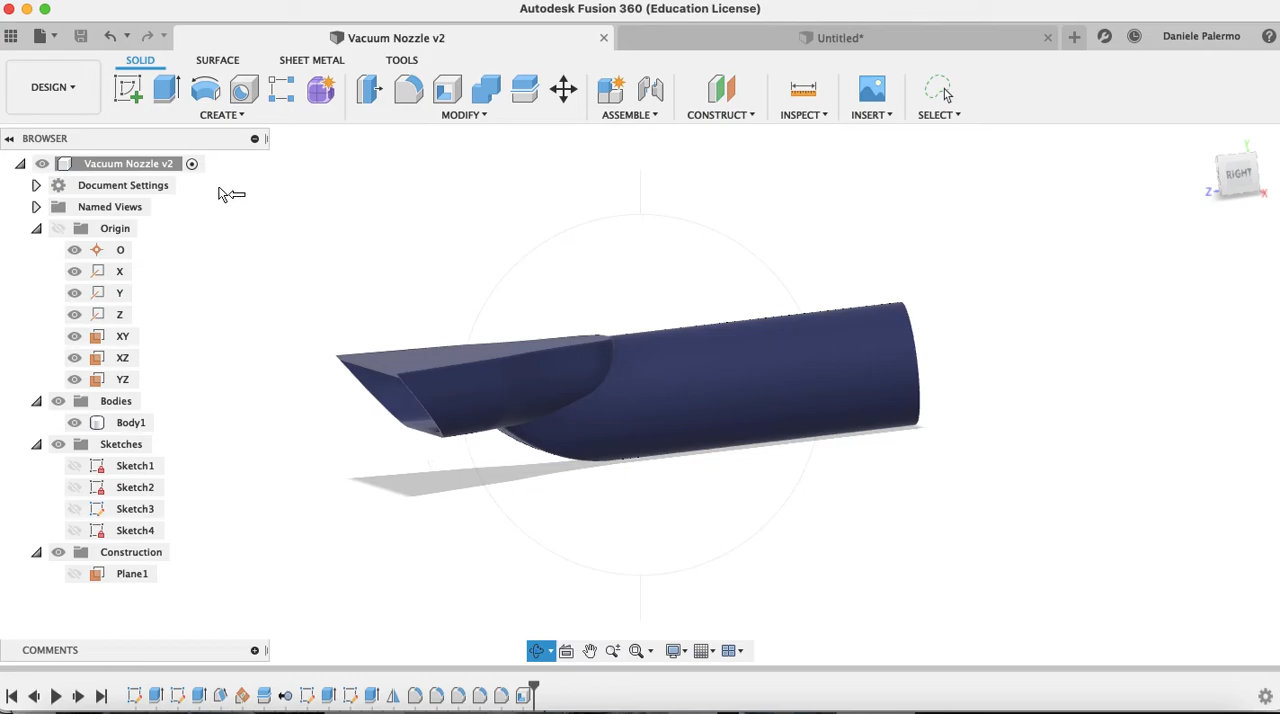 Autodesk Fusion 360 (Education License)
Vacuum Nozzle v2
Untitled*
Daniele Palermo
SOLID SURFACE SHEET METAL TOOLS
DESIGN
CREATE MODIFY ASSEMBLE CONSTRUCT INSPECT INSERT SELECT
BROWSER
Vacuum Nozzle v2
Document Settings
Named Views
Origin
O
X
Y
Z
XY
XZ
YZ
Bodies
Body1
Sketches
Sketch1
Sketch2
Sketch3
Sketch4
Construction
Plane1
Y
RIGHT
Z
X
COMMENTS